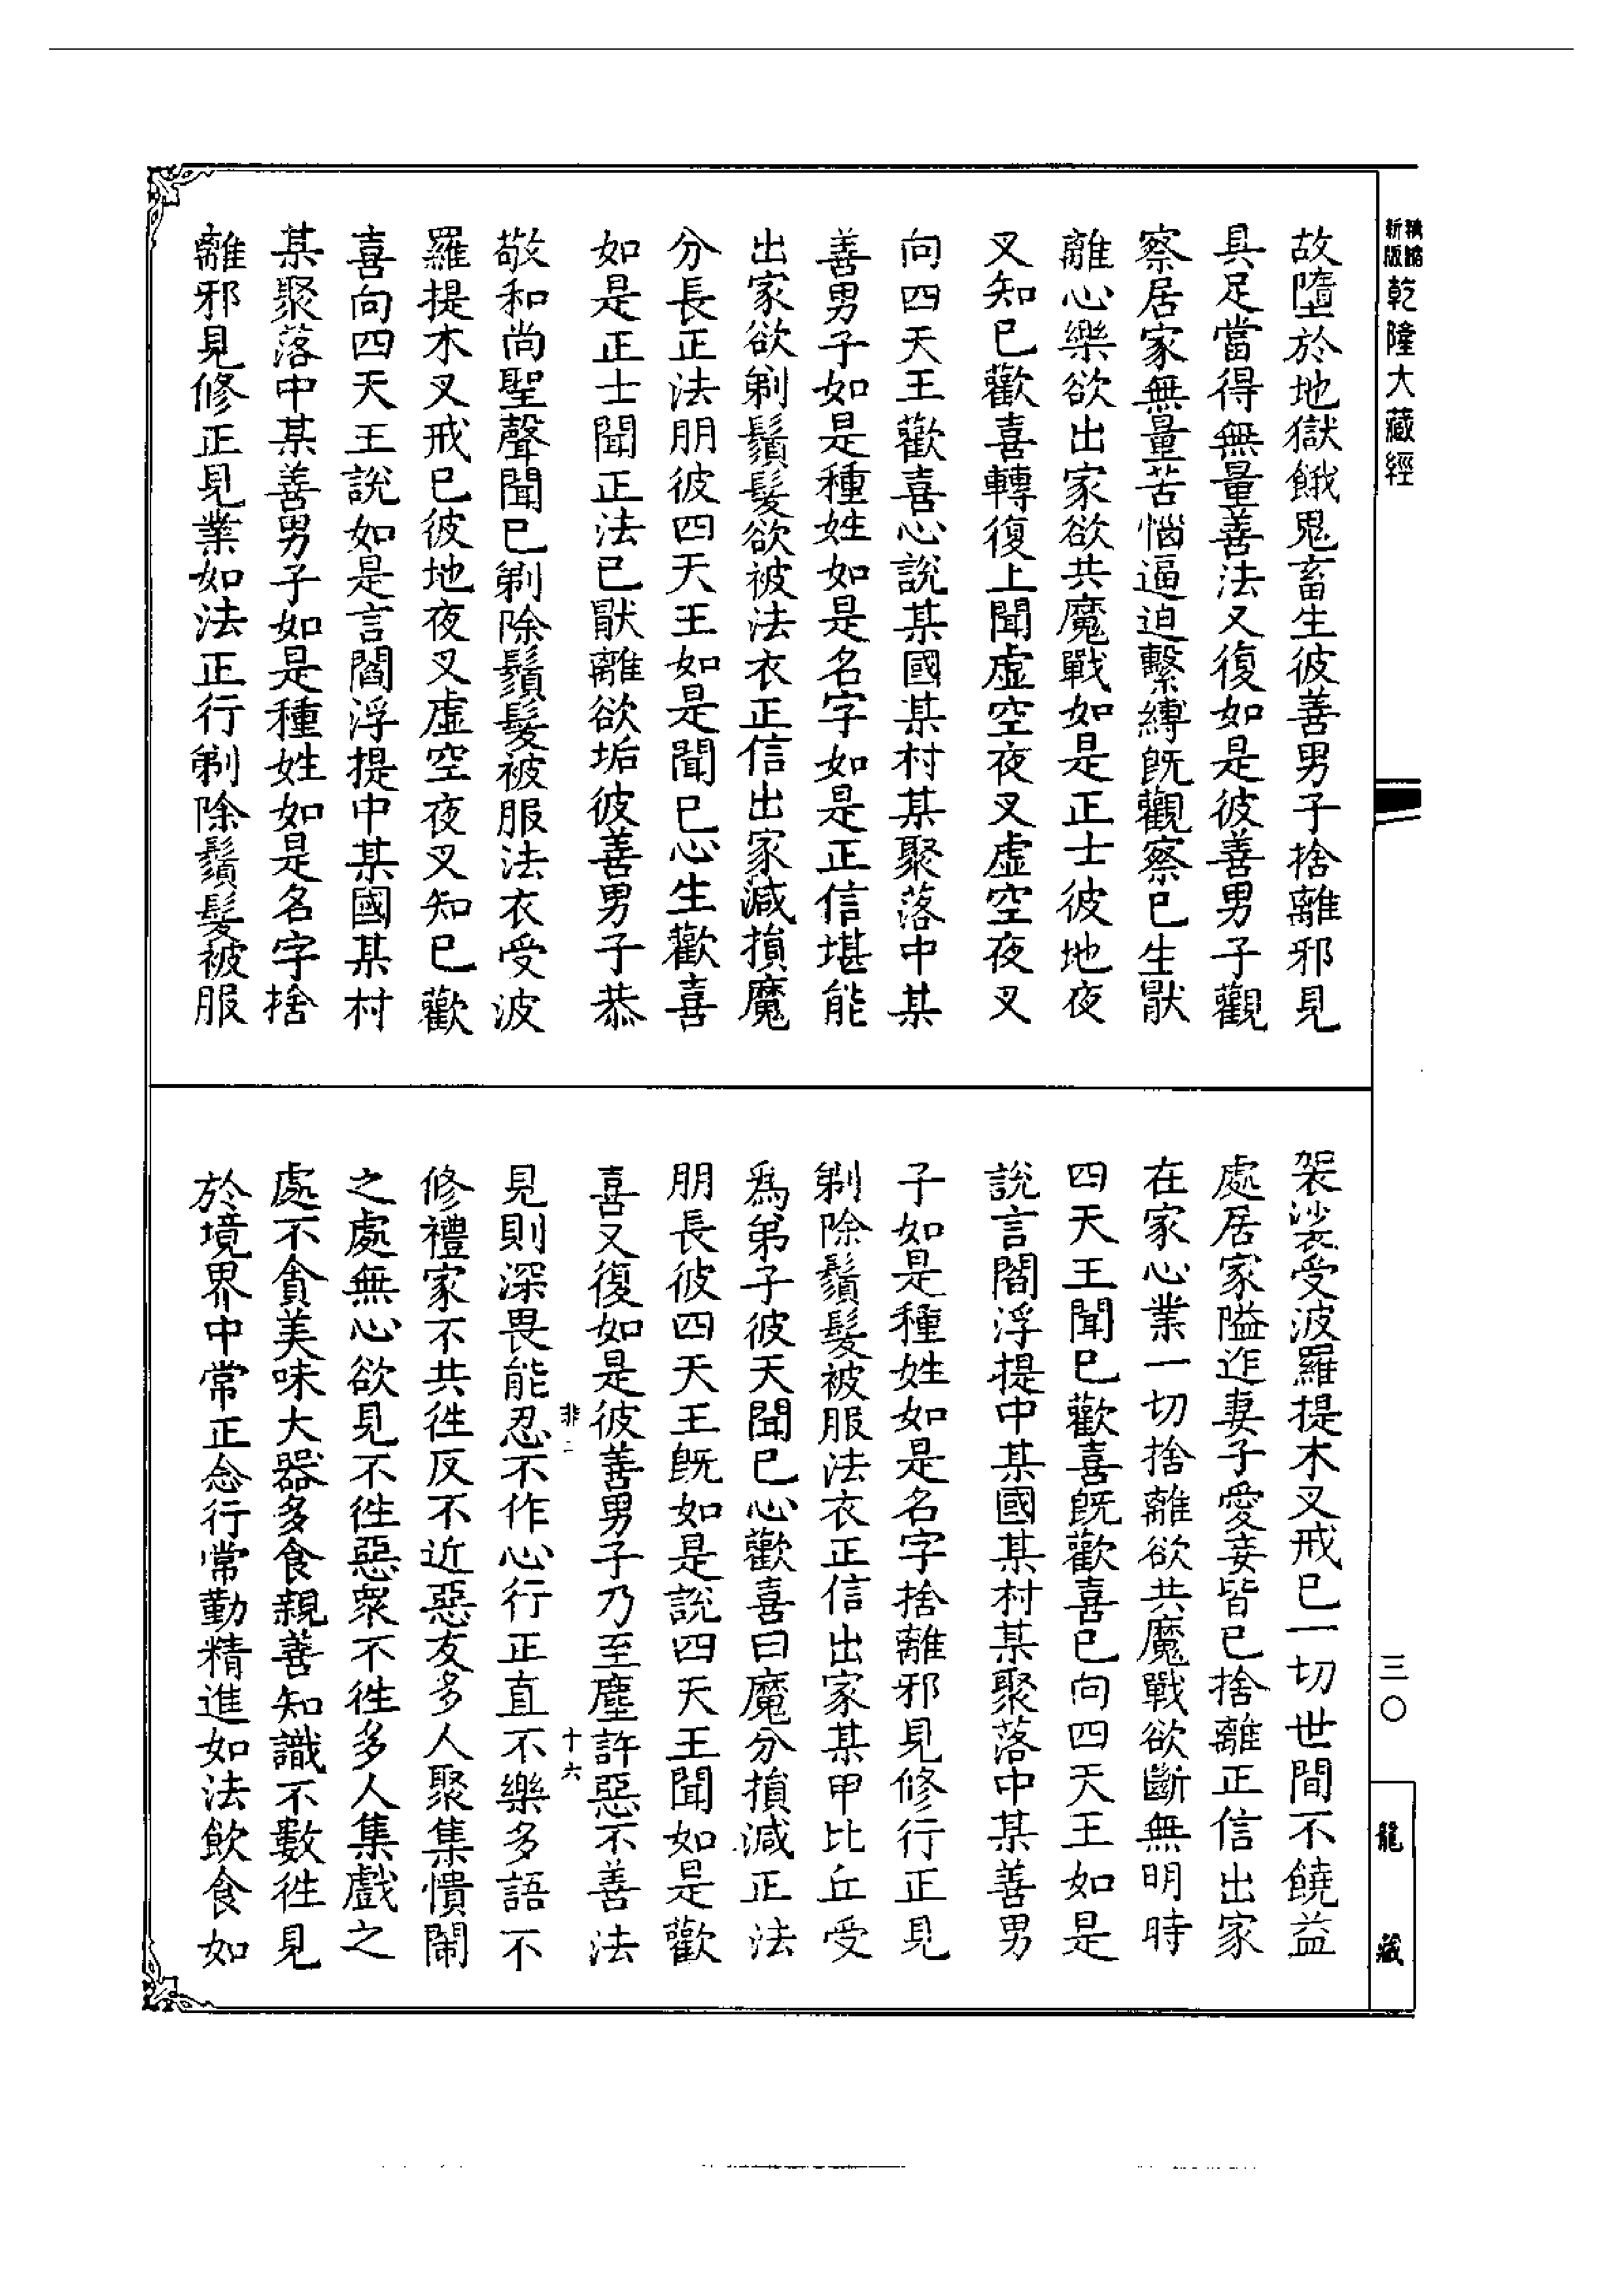 新版精縮乾隆大藏經
故墮於地獄餓鬼畜生彼善男子捨離邪見
具足當得無量善法又復如是彼善男子觀
察居家無量苦惱逼迫繫縛旣觀察已生猒
離心樂欲出家欲共魔戰如是正士彼地夜
叉知已歡喜轉復上聞虛空夜叉虛空夜叉
向四天王歡喜心說某國某村某聚落中某
善男子如是種姓如是名字如是正信堪能
出家欲剃鬚髮欲被法衣正信出家減損魔
分長正法朋彼四天王如是聞已心生歡喜
如是正士聞正法已猒離欲垢彼善男子恭
敬和尚聖聲聞已剃除鬚髮被服法衣受波
羅提木叉戒已彼地夜叉虛空夜叉知已歡
喜向四天王說如是言閻浮提中某國某村
某聚落中某善男子如是種姓如是名字捨
離邪見修正見業如法正行剃除鬚髮被服
袈裟受波羅提木叉戒已一切世間不饒益
處居家隘迮妻子愛妾皆已捨離正信出家
在家心業一切捨離欲共魔戰欲斷無明時
四天王聞已歡喜旣歡喜已向四天王如是
說言閻浮提中某國某村某聚落中某善男
子如是種姓如是名字捨離邪見修行正見
剃除鬚髮被服法衣正信出家某甲比丘受
爲弟子彼天聞已心歡喜曰魔分損減正法
朋長彼四天王旣如是說四天王聞如是歡
喜又復如是彼善男子乃至塵許惡不善法
非二 十六
見則深畏能忍不作心行正直不樂多語不
修禮家不共徃反不近惡友多人聚集憒閙
之處無心欲見不徃惡衆不徃多人集戲之
處不貪美味大器多食親善知識不數徃見
於境界中常正念行常勤精進如法飲食如
三〇
龍藏